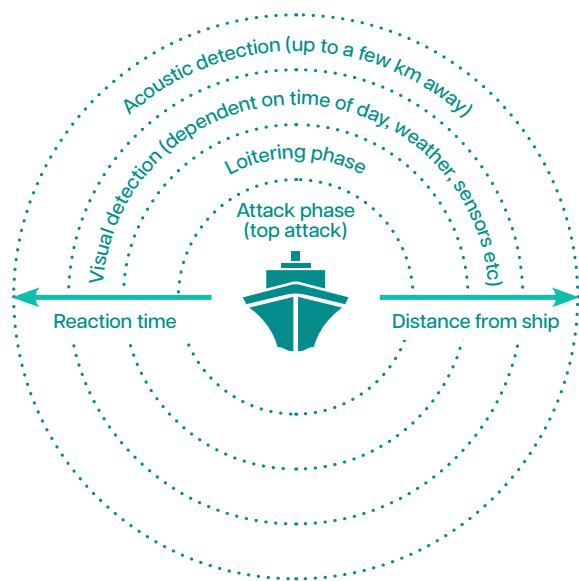 Acoustic detection (up to a few km away)
Visual detection (dependent on time of day, weather, sensors etc)
Loitering phase
Attack phase
(top attack)
Reaction time
Distance from ship